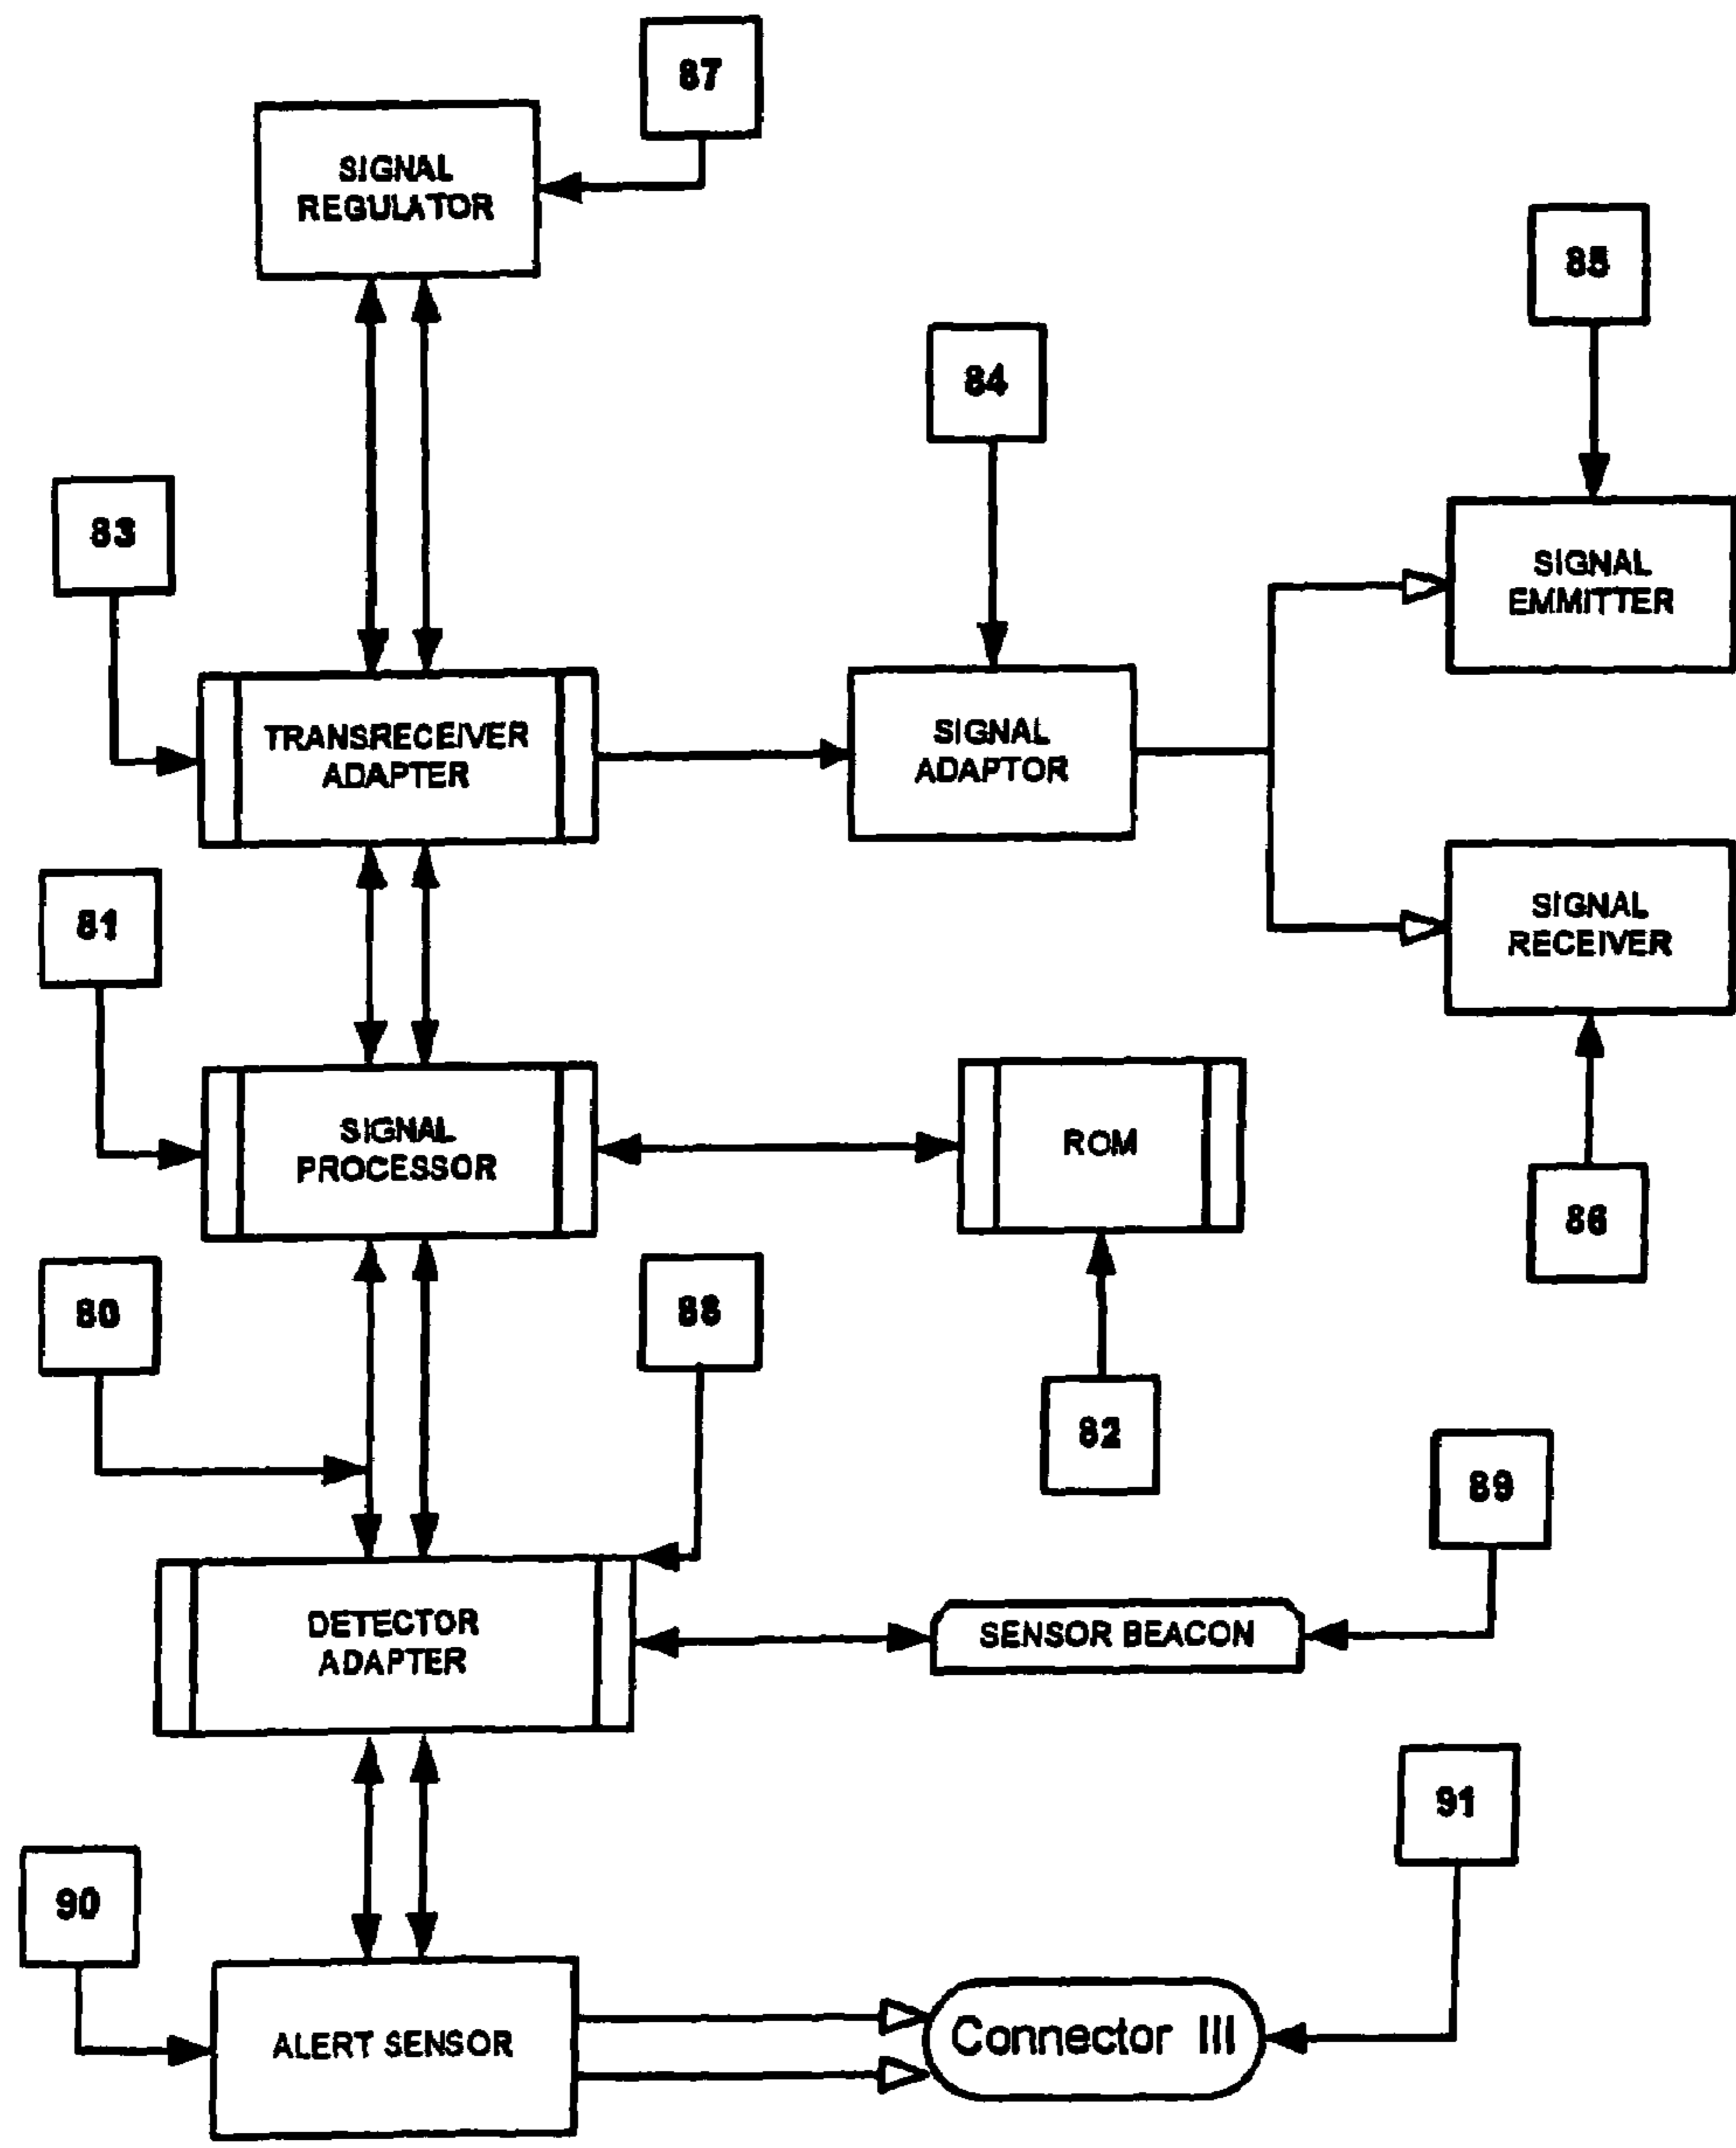 87
SIGNAL
REGULATOR
85
84
83
SIGNAL
EMMITTER
TRANSRECEIVER
ADAPTER
SIGNAL
ADAPTOR
81
SIGNAL
RECEIVER
SIGNAL
PROCESSOR
ROM
86
80
88
82
89
DETECTOR
ADAPTER
SENSOR BEACON
91
90
ALERT SENSOR
Connector III